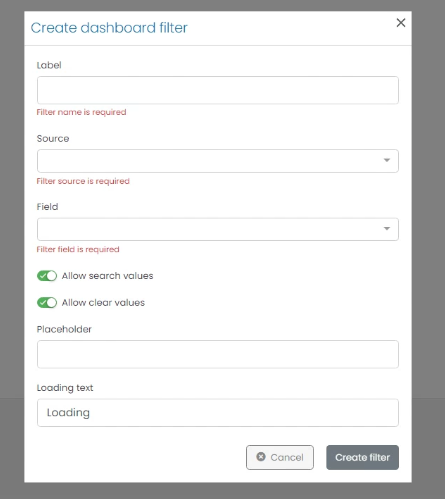 Create dashboard filter
Label
Filter name is required
Source
Filter source is required
Field
Filter field is required
Allow search values
Allow clear values
Placeholder
Loading text
Loading
Cancel Create filter